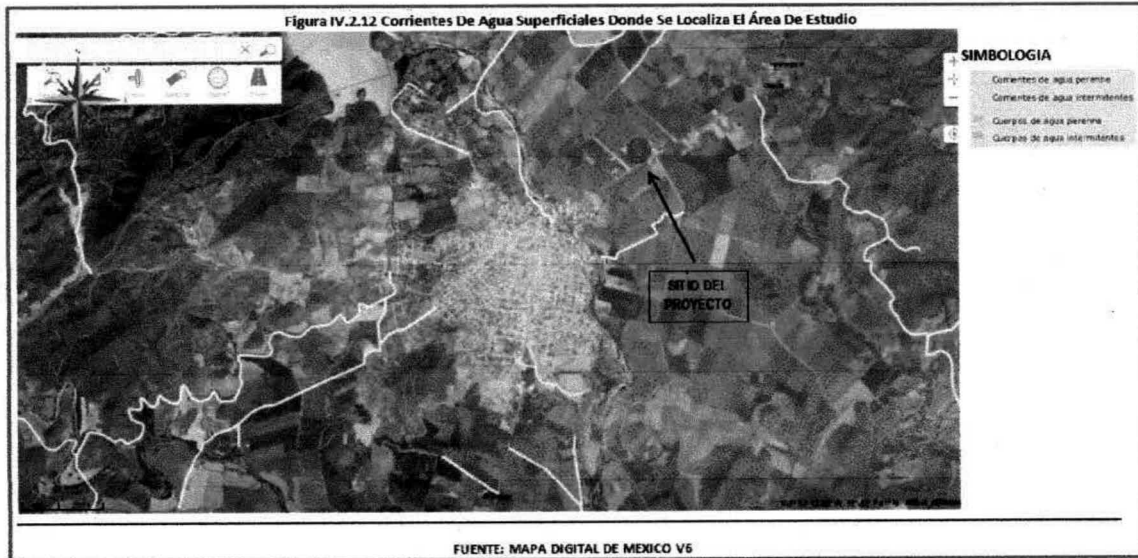 Figura IV.2.12 Corrientes De Agua Superficiales Donde Se Localiza El Área De Estudio
SIMBOLOGIA
Corrientes de agua perenne
Corrientes de agua intermitentes
Cuerpos de agua perenne
Cuerpos de agua intermitentes
SITIO DEL
PROYECTO
FUENTE: MAPA DIGITAL DE MEXICO V6